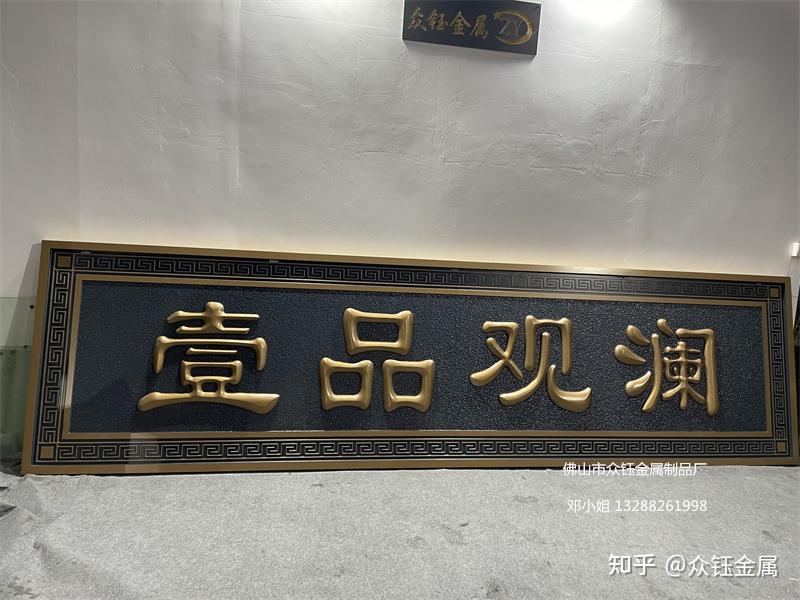 众钰金属 ZY
壹品观澜
佛山市众钰金属制品厂
邓小姐 13288261998
知乎 @众钰金属